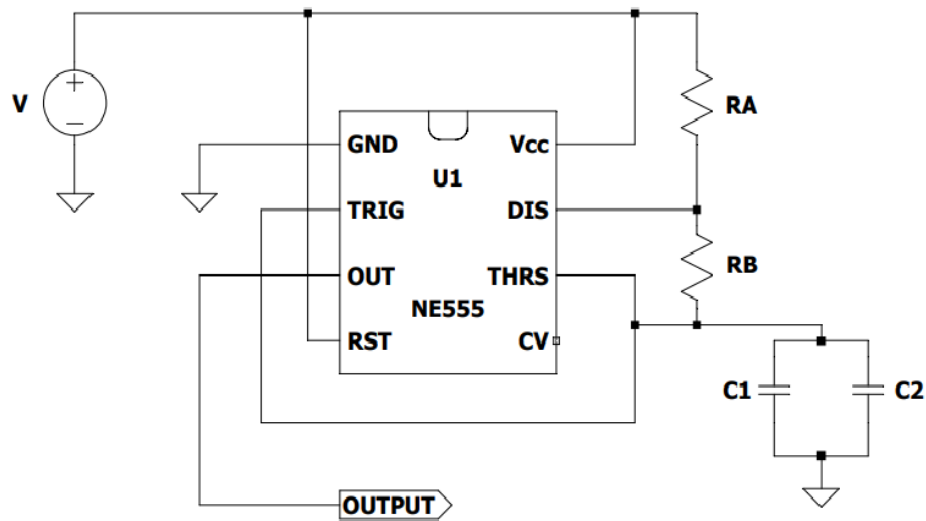 +
V
−
RA
GND
Vcc
U1
TRIG
DIS
RB
OUT
THRS
NE555
RST
CV
C1
C2
OUTPUT